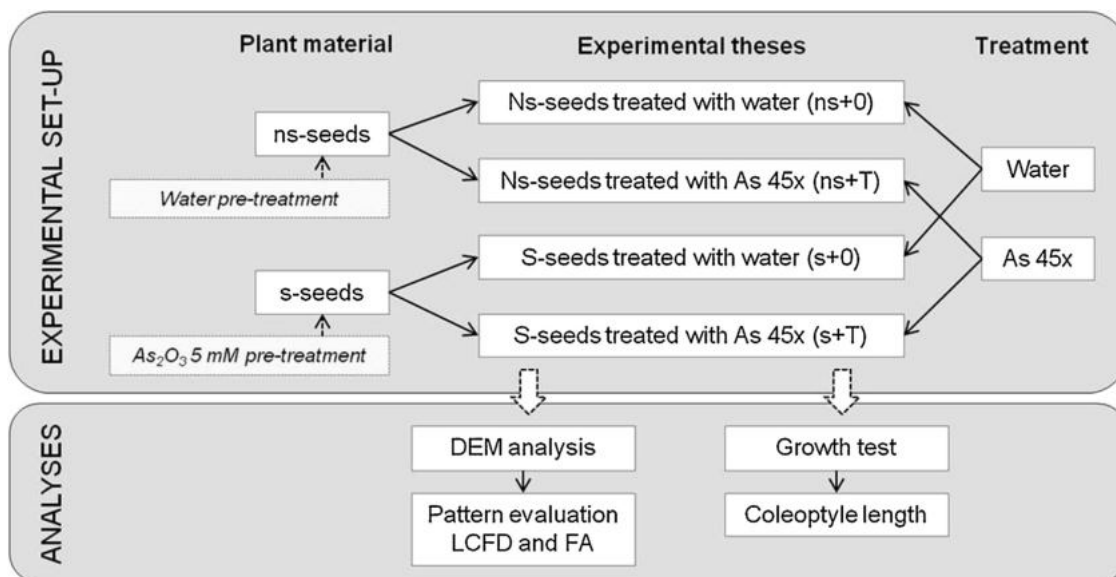 EXPERIMENTAL SET-UP
Plant material
Experimental theses
Treatment
ns-seeds
Water pre-treatment
s-seeds
As₂O₃ 5 mM pre-treatment
Ns-seeds treated with water (ns+0)
Ns-seeds treated with As 45x (ns+T)
S-seeds treated with water (s+0)
S-seeds treated with As 45x (s+T)
Water
As 45x
ANALYSES
DEM analysis
Pattern evaluation
LCFD and FA
Growth test
Coleoptyle length